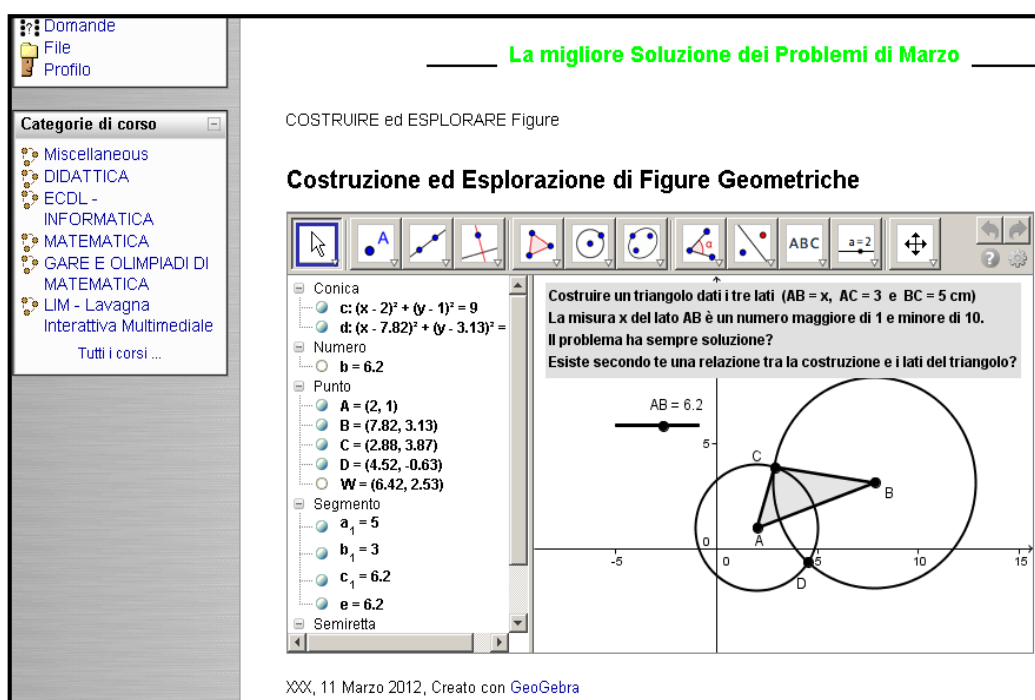 Domande
File
Profilo
Categorie di corso
Miscellaneous
DIDATTICA
ECDL -
INFORMATICA
MATEMATICA
GARE E OLIMPIADI DI
MATEMATICA
LIM - Lavagna
Interattiva Multimediale
Tutti i corsi ...
La migliore Soluzione dei Problemi di Marzo
COSTRUIRE ed ESPLORARE Figure
Costruzione ed Esplorazione di Figure Geometriche
A
α
ABC
a=2
Conica
c: (x - 2)² + (y - 1)² = 9
d: (x - 7.82)² + (y - 3.13)² =
Numero
b = 6.2
Punto
A = (2, 1)
B = (7.82, 3.13)
C = (2.88, 3.87)
D = (4.52, -0.63)
W = (6.42, 2.53)
Segmento
a₁ = 5
b₁ = 3
c₁ = 6.2
e = 6.2
Semiretta
Costruire un triangolo dati i tre lati (AB = x, AC = 3 e BC = 5 cm)
La misura x del lato AB è un numero maggiore di 1 e minore di 10.
Il problema ha sempre soluzione?
Esiste secondo te una relazione tra la costruzione e i lati del triangolo?
AB = 6.2
5
C
B
A
0
-5
0
5
10
15
D
XXX, 11 Marzo 2012, Creato con GeoGebra